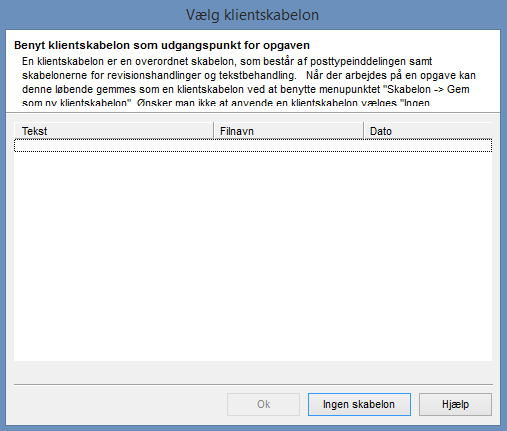 Vælg klientskabelon
Benyt klientskabelon som udgangspunkt for opgaven
En klientskabelon er en overordnet skabelon, som består af posttypeinddelingen samt
skabelonerne for revisionshandlinger og tekstbehandling. Når der arbejdes på en opgave kan
denne løbende gemmes som en klientskabelon ved at benytte menupunktet "Skabelon -> Gem
som ny klientskabelon". Ønsker man ikke at anvende en klientskabelon vælges "Ingen
Tekst Filnavn Dato
Ok Ingen skabelon Hjælp